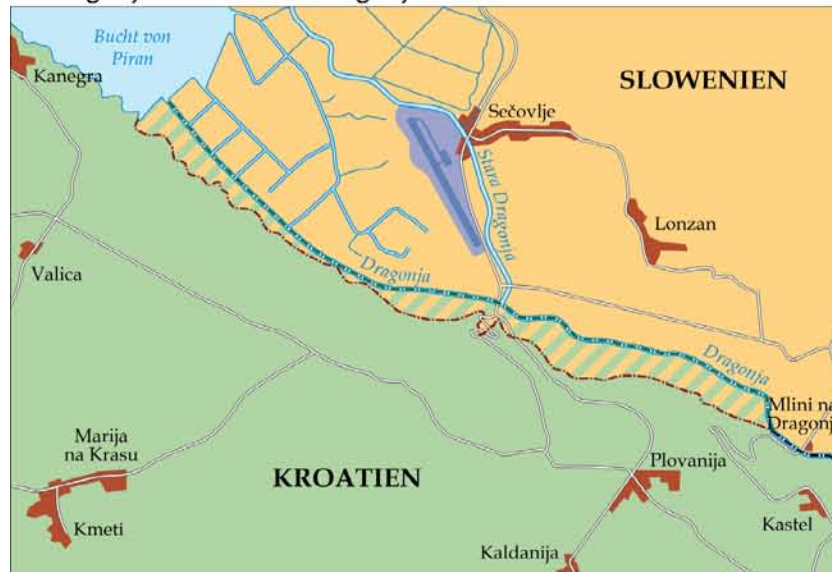 Bucht von
Piran
Kanegra
SLOWENIEN
Sečovlje
Stara Dragonja
Lonzan
Valica
Dragonja
Dragonja
Mlini na
Dragonj
Marija
na Krasu
KROATIEN
Plovanija
Kmeti
Kastel
Kaldanija